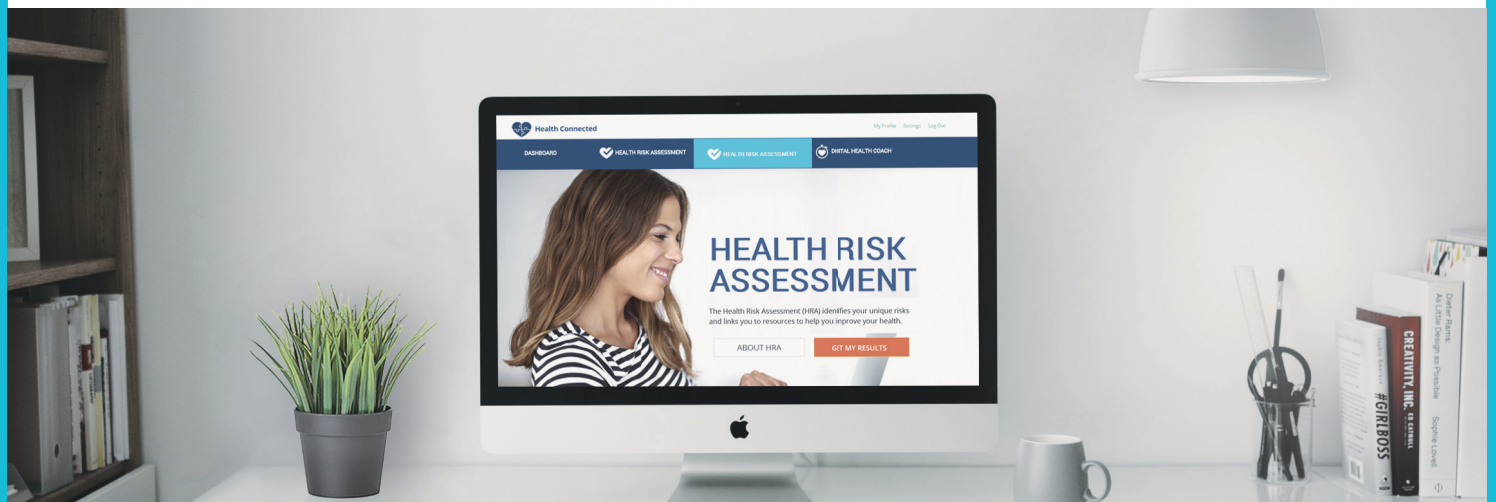 Health Connected
My Profile Settings Log Out
DASHBOARD
HEALTH RISK ASSESSMENT
HEALTH RISK ASSESSMENT
DIIITAL HEALTH COACH
HEALTH RISK
ASSESSMENT
The Health Risk Assessment (HRA) identifies your unique risks
and links you to resources to help you inprove your health.
ABOUT HRA
GIT MY RESULTS
#GIRLBOSS
CREATIVITY, INC. ED CATMULL
Dieter Rams:
As Little Design as Possible
Sophie Lovell